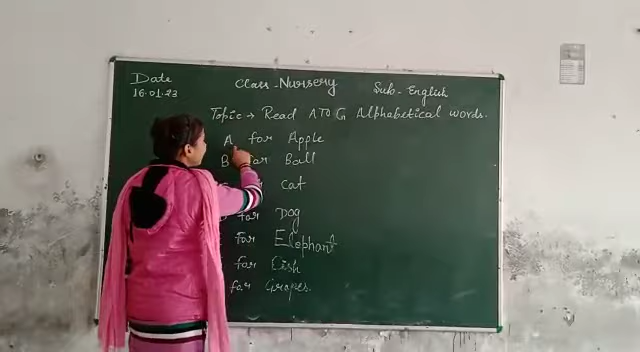 Date
16.01.23
Class - Nursery
Sub - English
Topic → Read A TO G Alphabetical words.
A for Apple
B for Ball
Cat
D for Dog
for Elephant
for Fish
for Grapes.